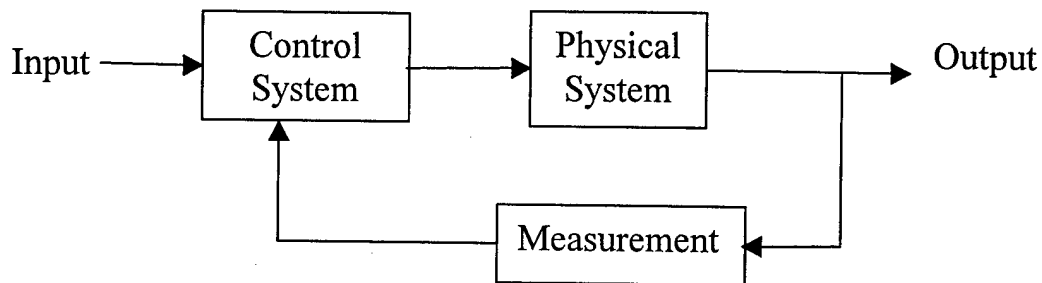 Input
Control
System
Physical
System
Output
Measurement